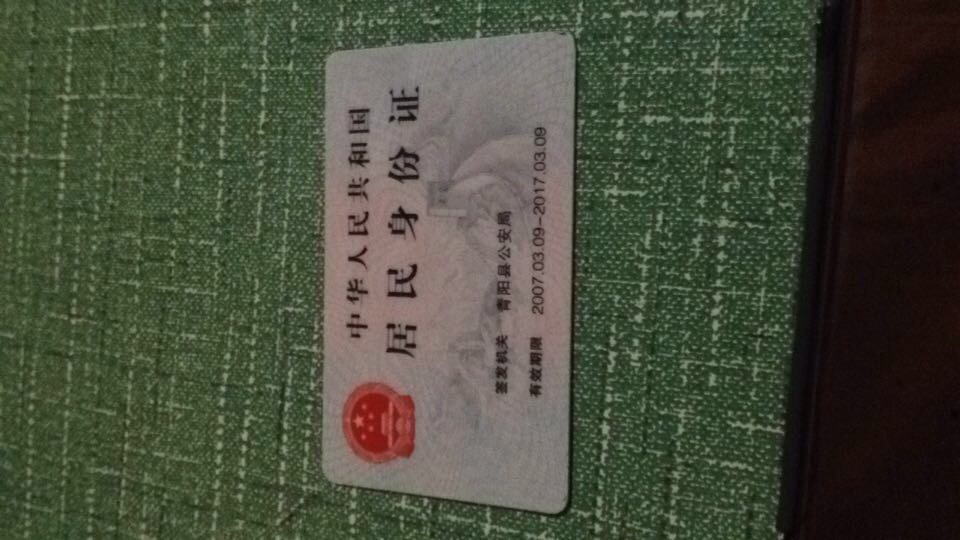 中华人民共和国
居民身份证
签发机关 青阳县公安局
有效期限 2007.03.09-2017.03.09